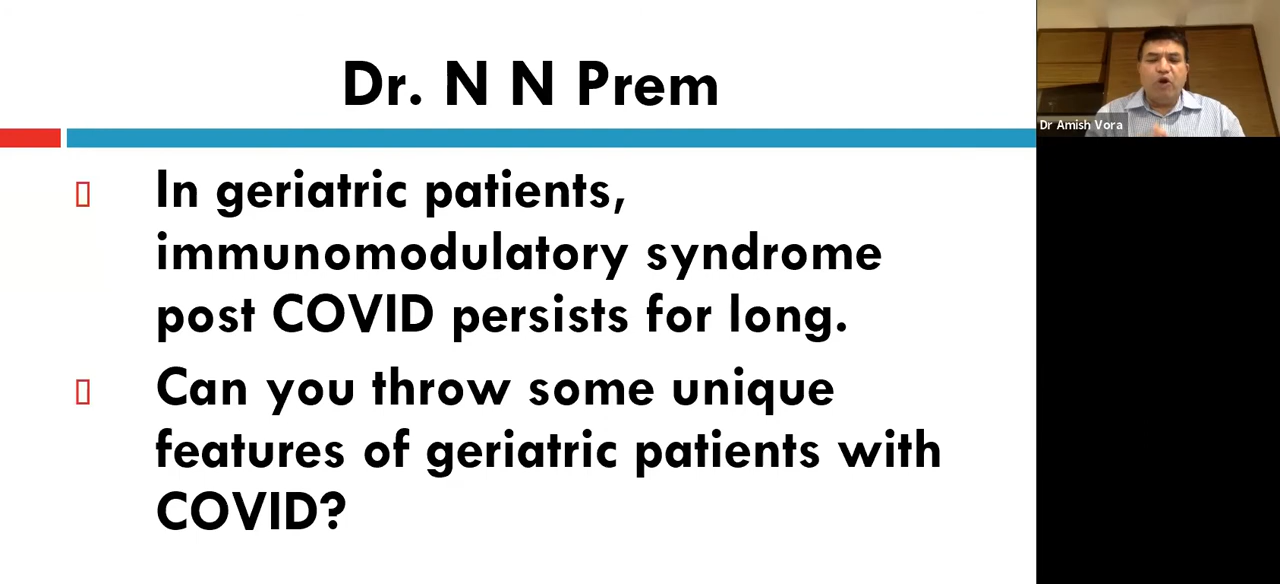 Dr. N N Prem
Dr Amish Vora
In geriatric patients,
immunomodulatory syndrome
post COVID persists for long.
Can you throw some unique
features of geriatric patients with
COVID?